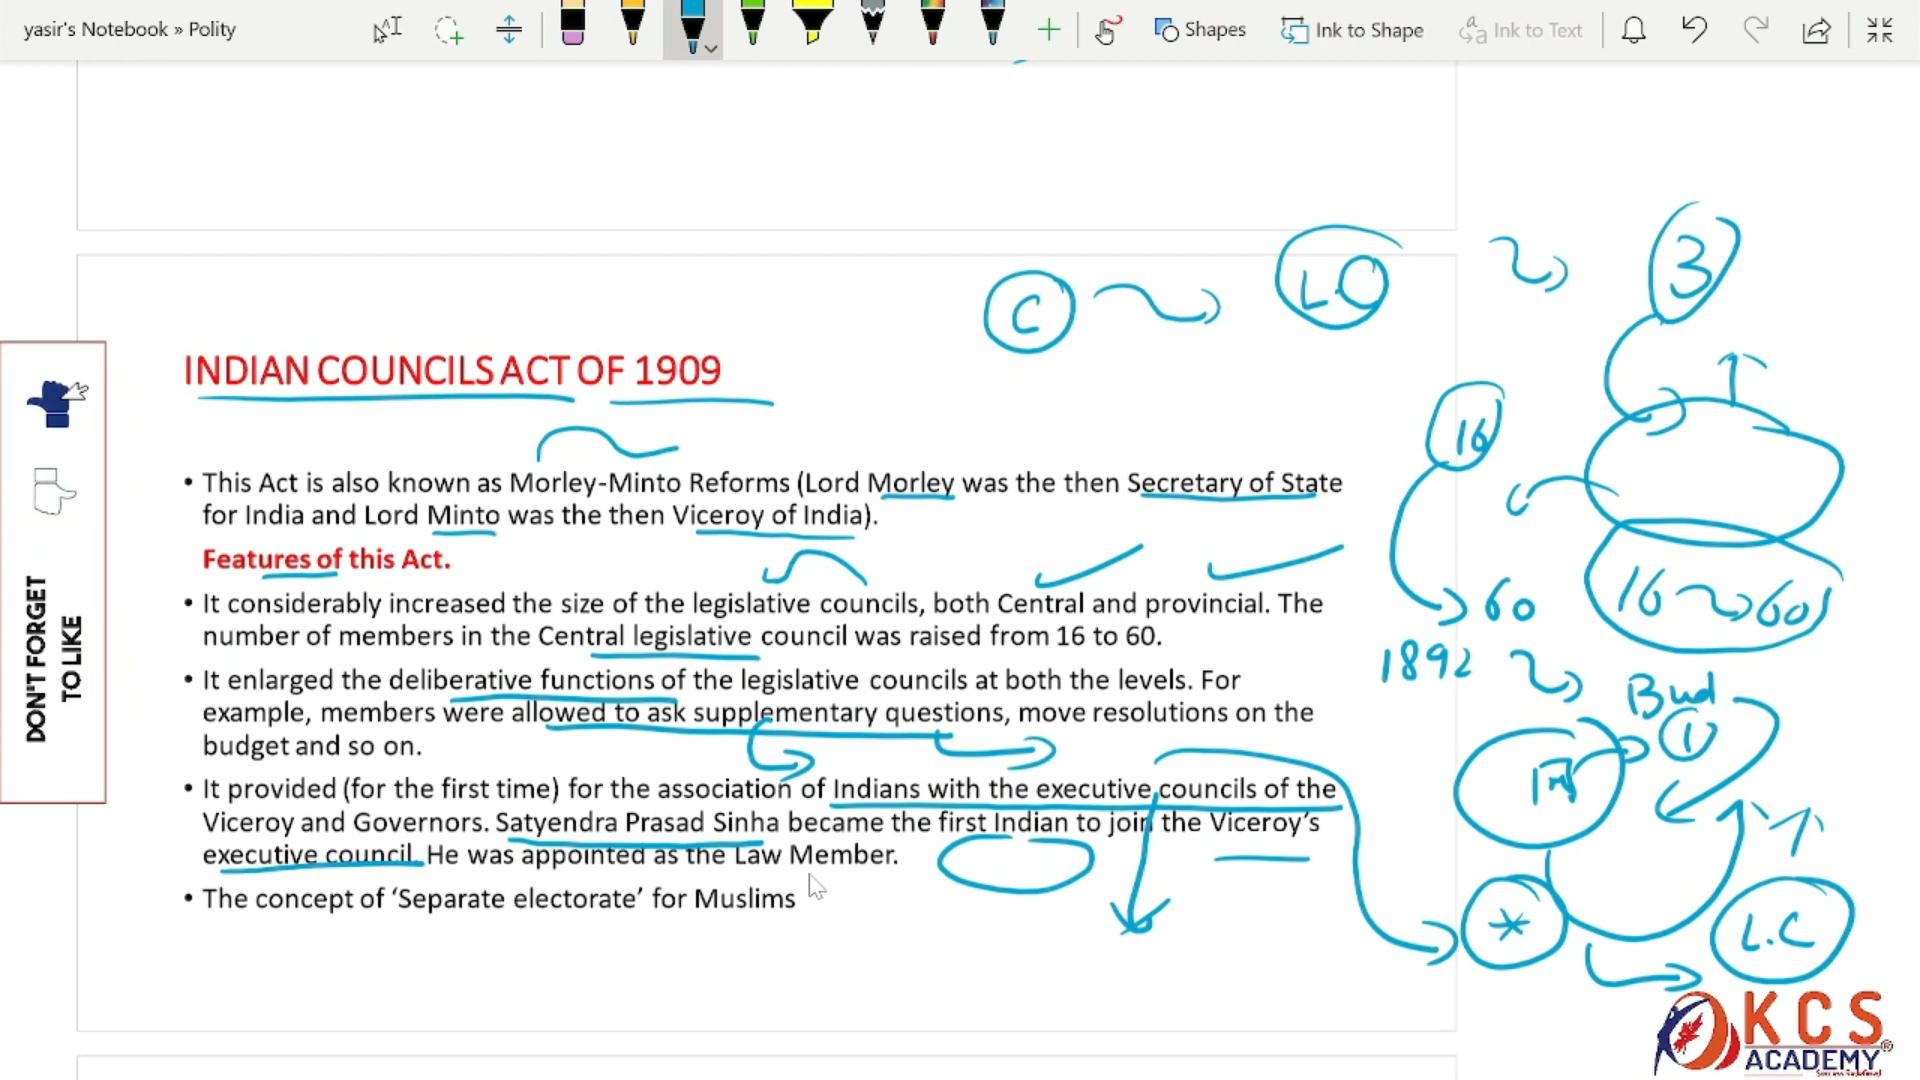 yasir's Notebook » Polity
Shapes
Ink to Shape
Ink to Text
C
L.C
3
INDIAN COUNCILS ACT OF 1909
16
• This Act is also known as Morley-Minto Reforms (Lord Morley was the then Secretary of State
for India and Lord Minto was the then Viceroy of India).
Features of this Act.
• It considerably increased the size of the legislative councils, both Central and provincial. The
number of members in the Central legislative council was raised from 16 to 60.
60
16 60
1892
• It enlarged the deliberative functions of the legislative councils at both the levels. For
example, members were allowed to ask supplementary questions, move resolutions on the
budget and so on.
Bud
1
• It provided (for the first time) for the association of Indians with the executive councils of the
Viceroy and Governors. Satyendra Prasad Sinha became the first Indian to join the Viceroy's
executive council. He was appointed as the Law Member.
• The concept of ‘Separate electorate’ for Muslims
L.C
DON'T FORGET
TO LIKE
KCS
ACADEMY